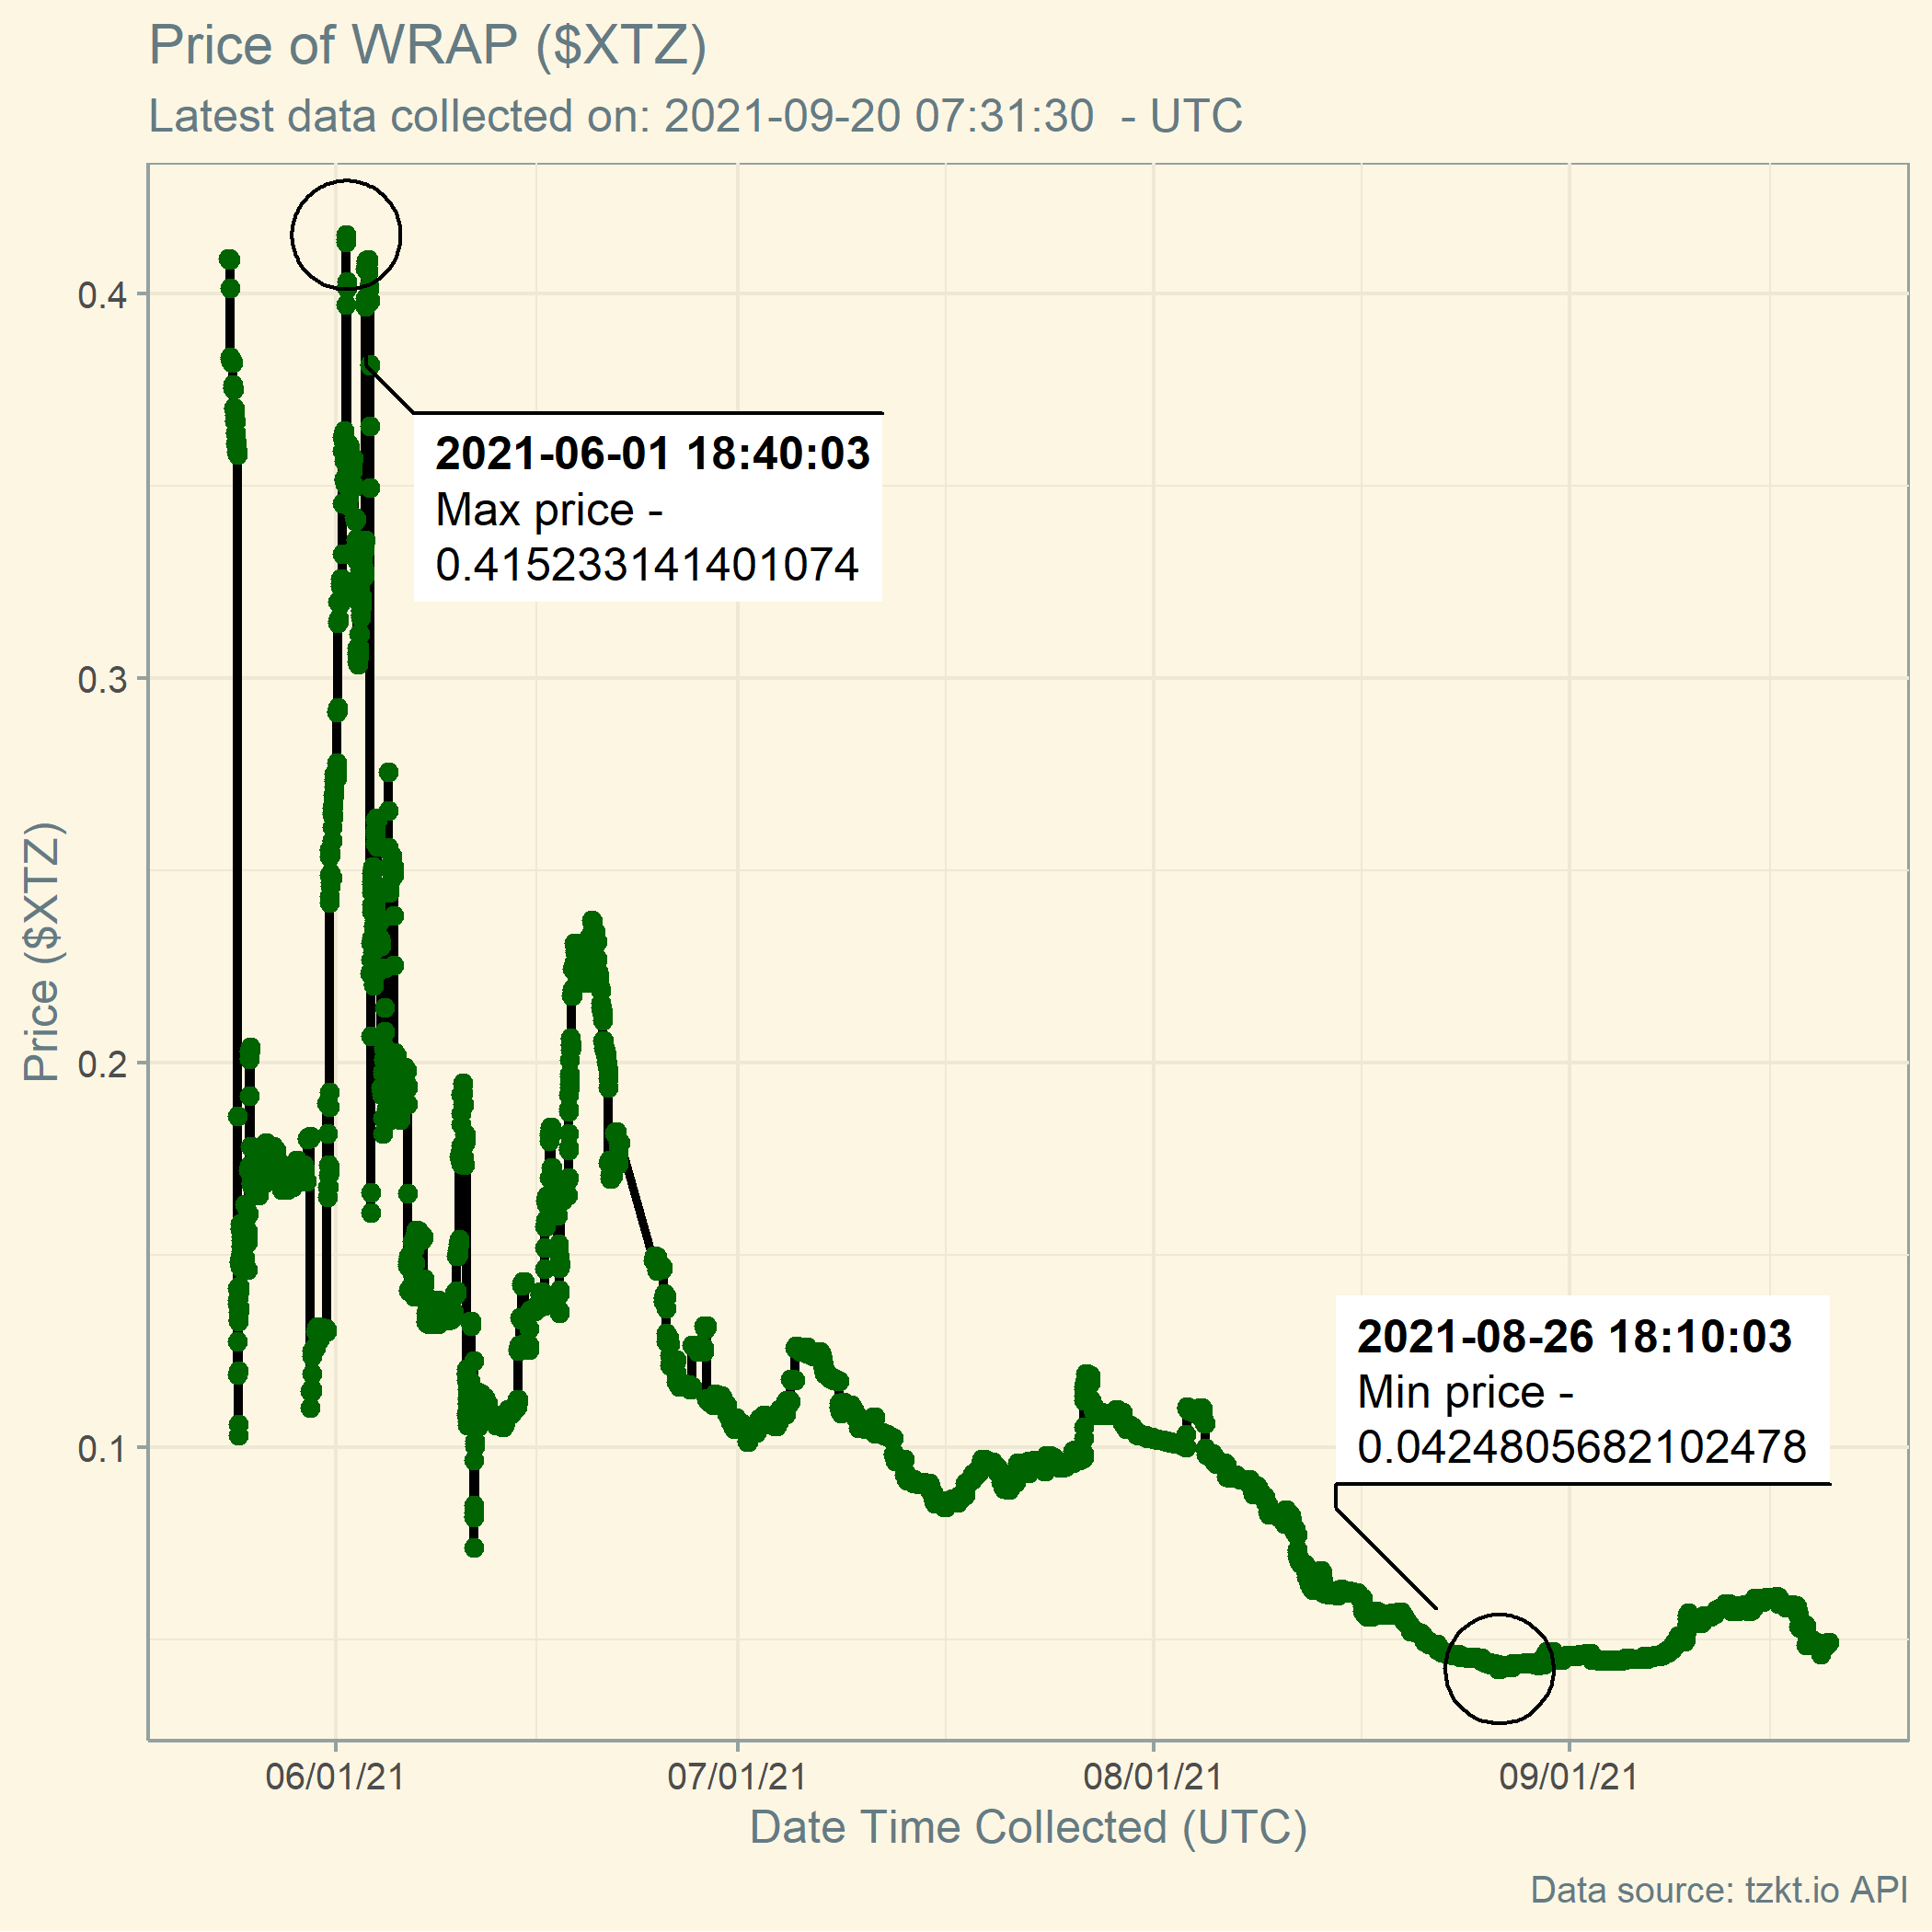 Price of WRAP ($XTZ)
Latest data collected on: 2021-09-20 07:31:30  - UTC
0.4
0.3
0.2
0.1
Price ($XTZ)
2021-06-01 18:40:03
Max price -
0.415233141401074
2021-08-26 18:10:03
Min price -
0.0424805682102478
06/01/21
07/01/21
08/01/21
09/01/21
Date Time Collected (UTC)
Data source: tzkt.io API